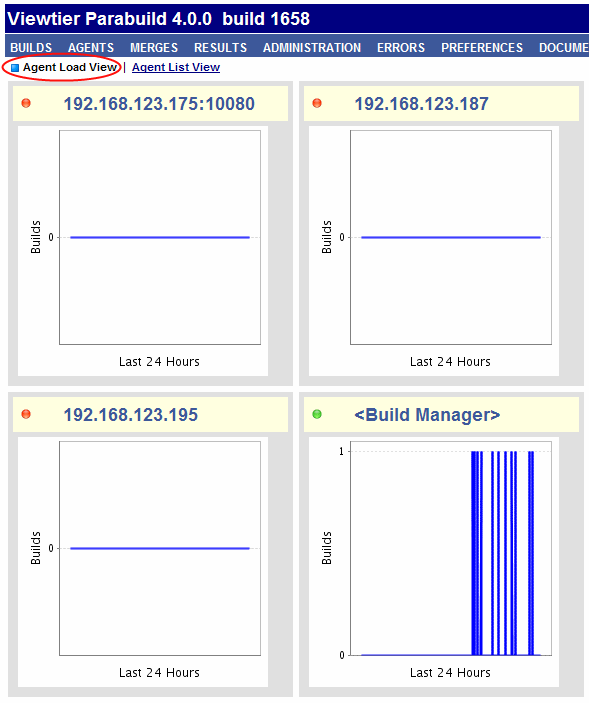 Viewtier Parabuild 4.0.0 build 1658
BUILDS AGENTS MERGES RESULTS ADMINISTRATION ERRORS PREFERENCES DOCUME
Agent Load View | Agent List View
192.168.123.175:10080
Builds
0
Last 24 Hours
192.168.123.187
Builds
0
Last 24 Hours
192.168.123.195
Builds
0
Last 24 Hours
<Build Manager>
1
Builds
0
Last 24 Hours